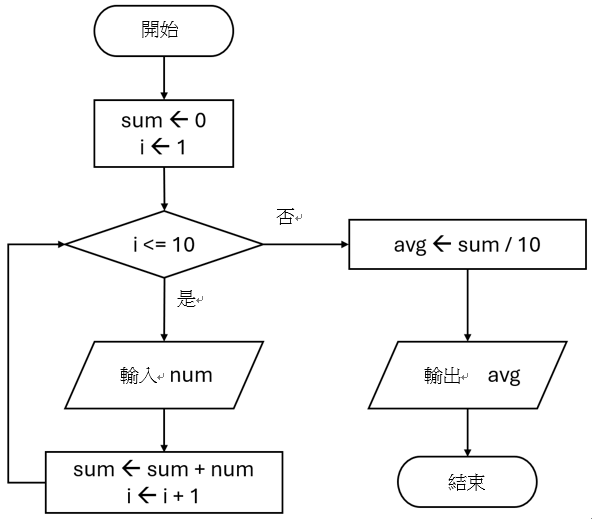 開始
sum ← 0
i ← 1
i <= 10
否
是
輸入 num
sum ← sum + num
i ← i + 1
avg ← sum / 10
輸出 avg
結束